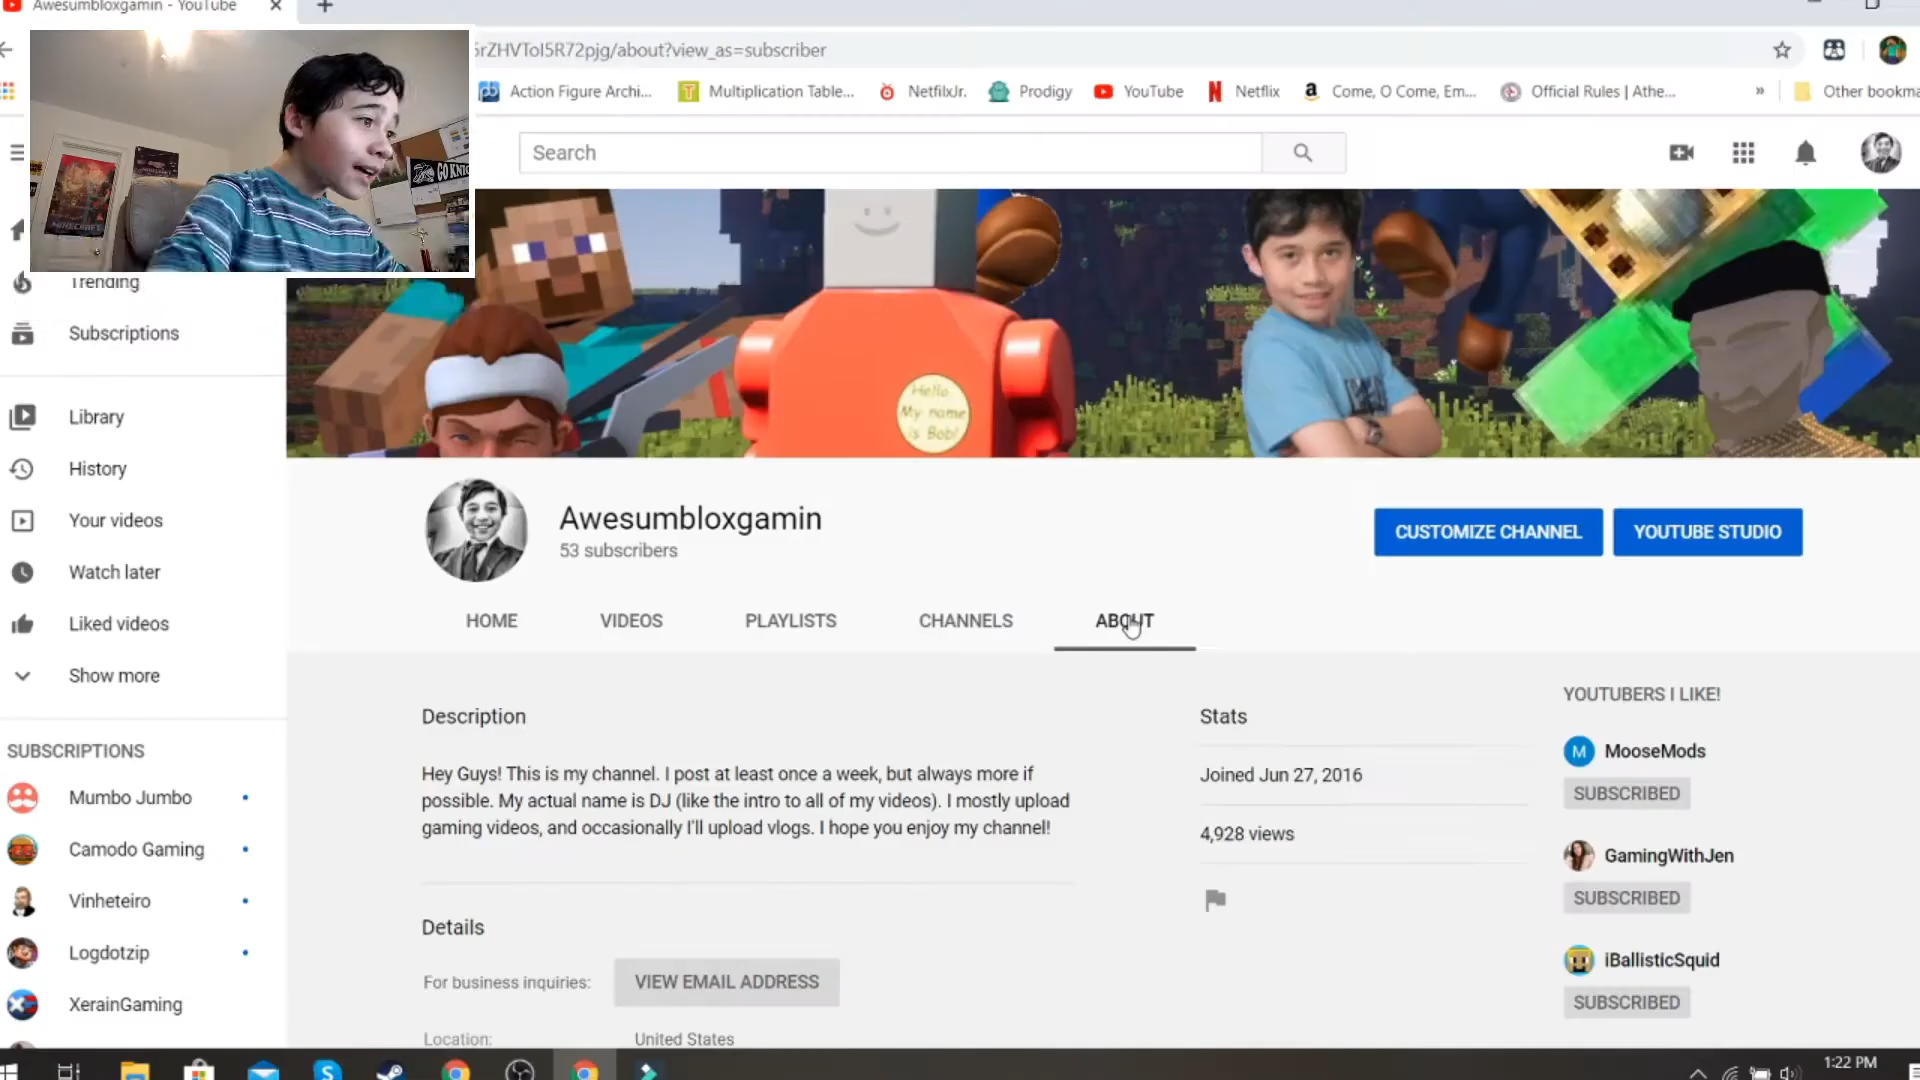 Awesumbloxgamin - YouTube
5rZHVToI5R72pjg/about?view_as=subscriber
Action Figure Archi... Multiplication Table... NetfilxJr. Prodigy YouTube Netflix Come, O Come, Em... Official Rules | Athe... » Other bookma
Search
MINECRAFT
GO KNIG
Hello
My name
is Bob!
Trending
Subscriptions
Library
History
Your videos
Watch later
Liked videos
Show more
SUBSCRIPTIONS
Mumbo Jumbo
Camodo Gaming
Vinheteiro
Logdotzip
XerainGaming
Awesumbloxgamin
53 subscribers
CUSTOMIZE CHANNEL
YOUTUBE STUDIO
HOME VIDEOS PLAYLISTS CHANNELS ABOUT
Description
Hey Guys! This is my channel. I post at least once a week, but always more if
possible. My actual name is DJ (like the intro to all of my videos). I mostly upload
gaming videos, and occasionally I'll upload vlogs. I hope you enjoy my channel!
Details
For business inquiries: VIEW EMAIL ADDRESS
Location: United States
Stats
Joined Jun 27, 2016
4,928 views
YOUTUBERS I LIKE!
M MooseMods
SUBSCRIBED
GamingWithJen
SUBSCRIBED
iBallisticSquid
SUBSCRIBED
1:22 PM